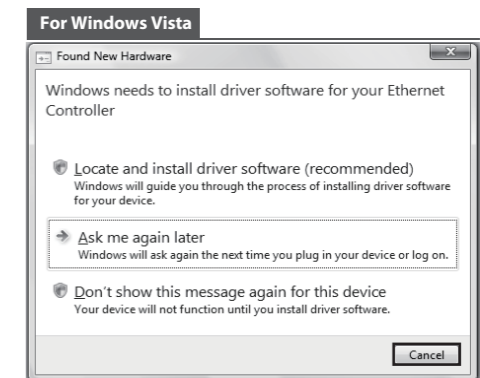 For Windows Vista
Found New Hardware
Windows needs to install driver software for your Ethernet
Controller
Locate and install driver software (recommended)
Windows will guide you through the process of installing driver software
for your device.
Ask me again later
Windows will ask again the next time you plug in your device or log on.
Don't show this message again for this device
Your device will not function until you install driver software.
Cancel